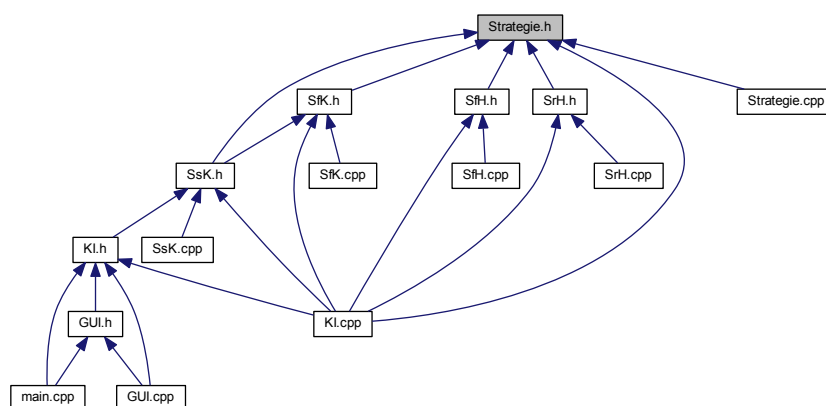 Strategie.h
SfK.h
SfH.h
SrH.h
Strategie.cpp
SsK.h
SfK.cpp
SfH.cpp
SrH.cpp
KI.h
SsK.cpp
GUI.h
KI.cpp
main.cpp
GUI.cpp